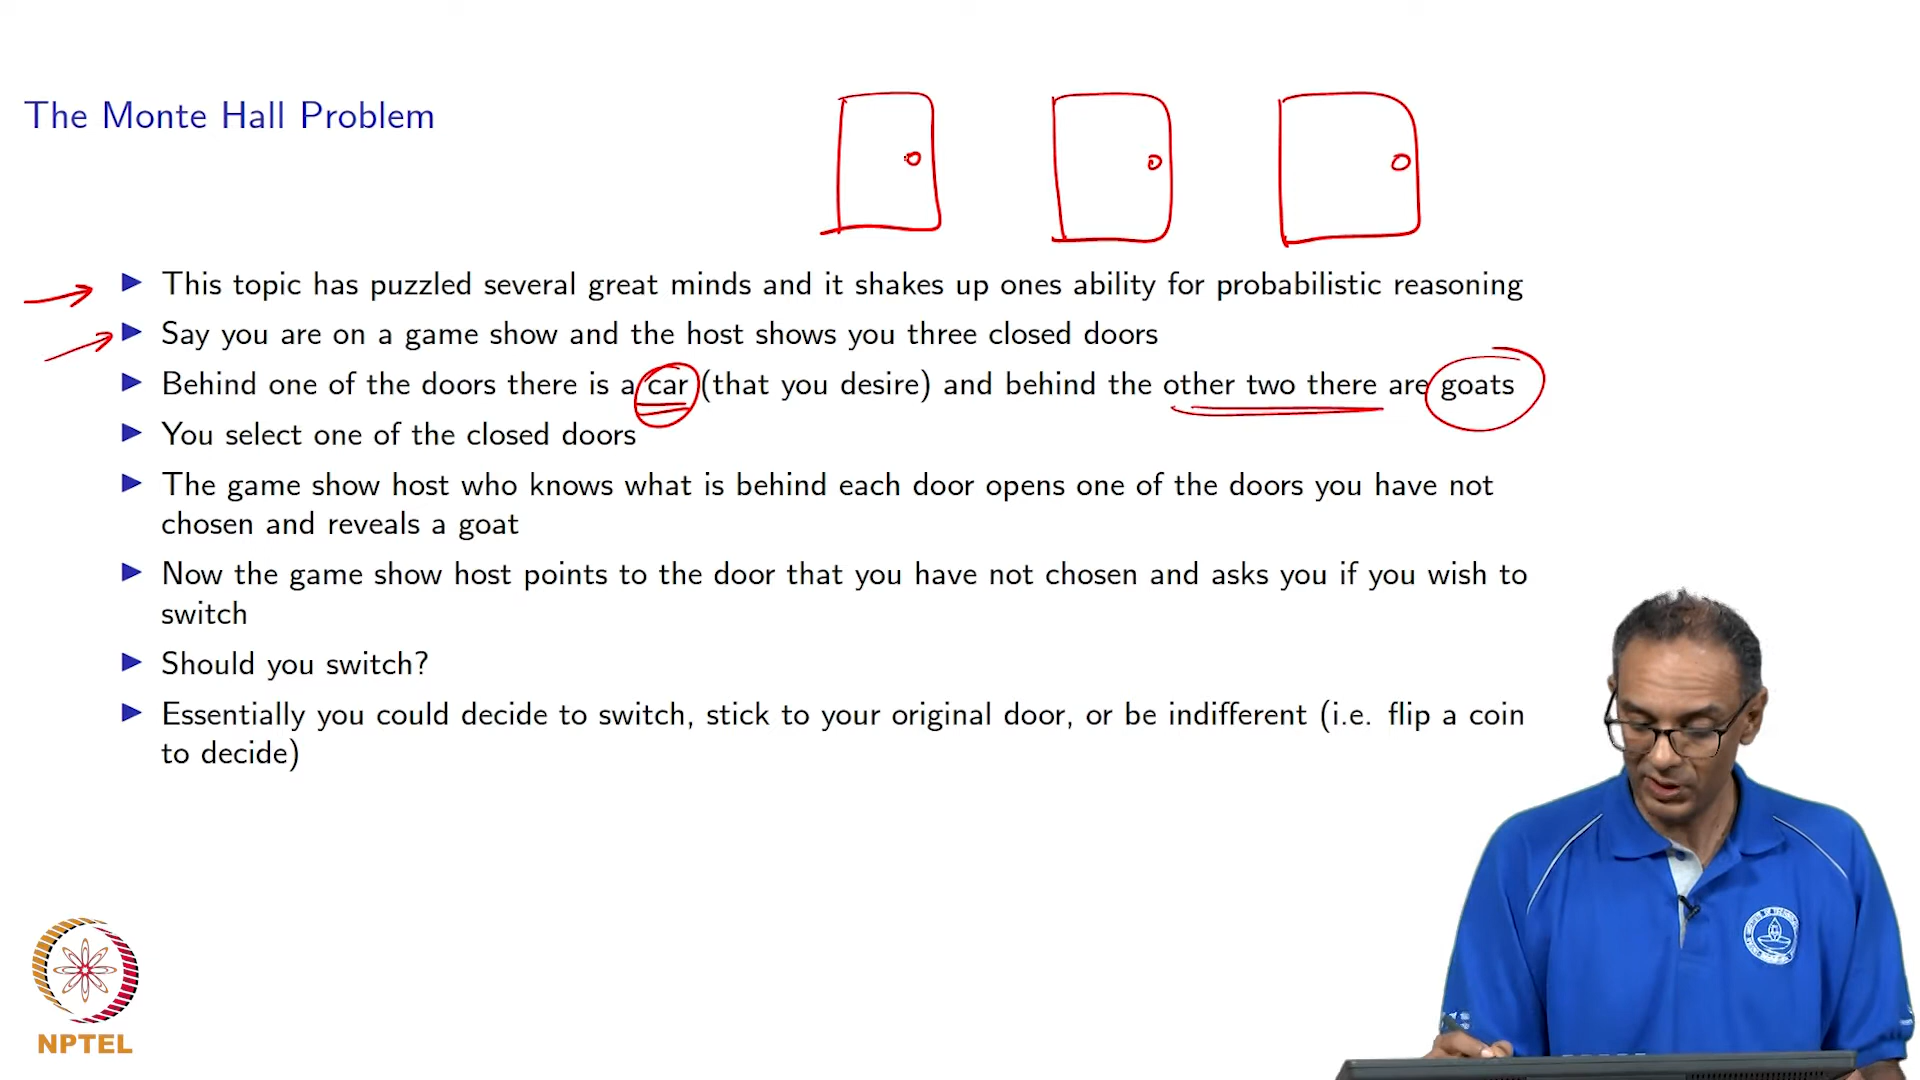 The Monte Hall Problem
This topic has puzzled several great minds and it shakes up ones ability for probabilistic reasoning
Say you are on a game show and the host shows you three closed doors
Behind one of the doors there is a car (that you desire) and behind the other two there are goats
You select one of the closed doors
The game show host who knows what is behind each door opens one of the doors you have not
chosen and reveals a goat
Now the game show host points to the door that you have not chosen and asks you if you wish to
switch
Should you switch?
Essentially you could decide to switch, stick to your original door, or be indifferent (i.e. flip a coin
to decide)
NPTEL